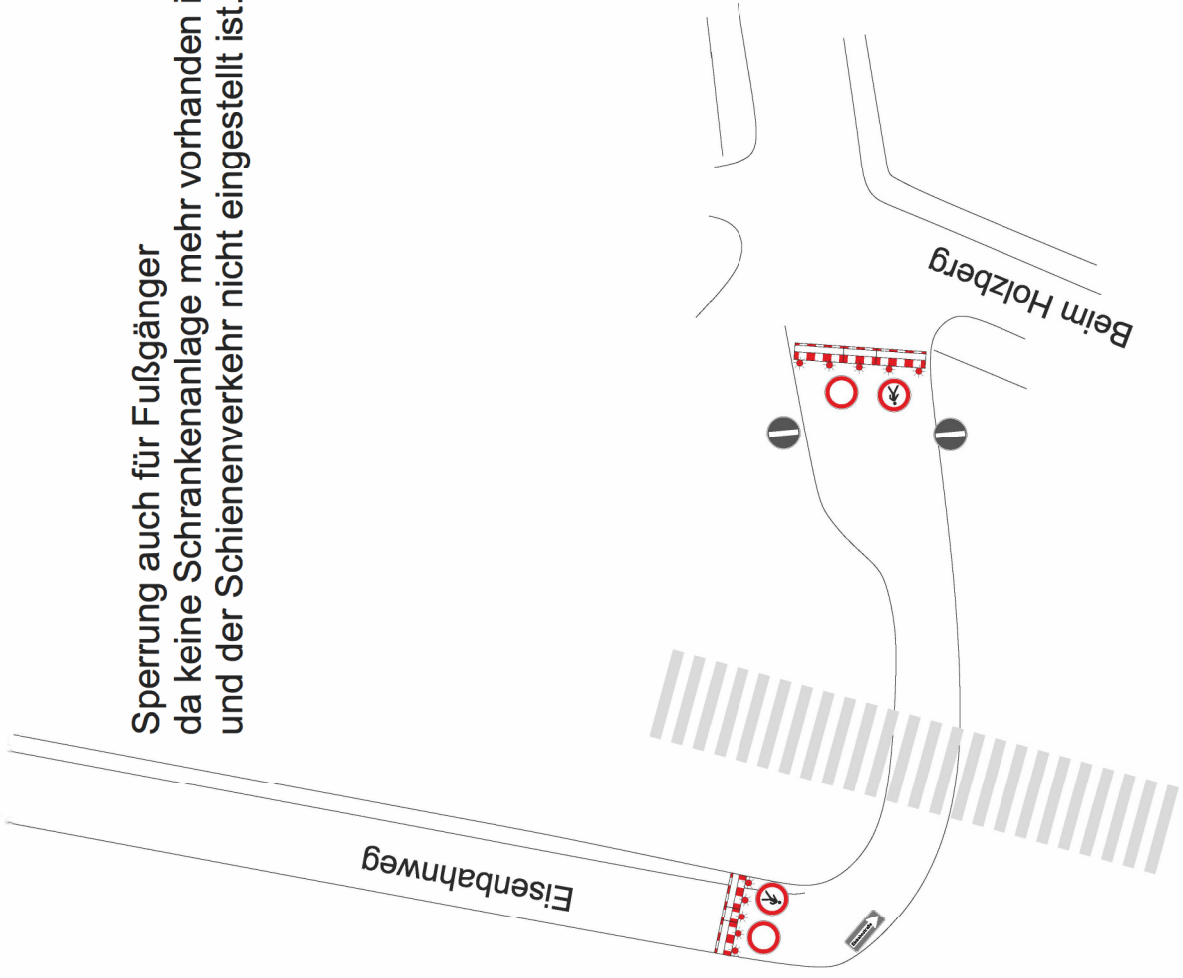 Sperrung auch für Fußgänger
da keine Schrankenanlage mehr vorhanden
und der Schienenverkehr nicht eingestellt ist.
Beim Holzberg
Eisenbahnweg